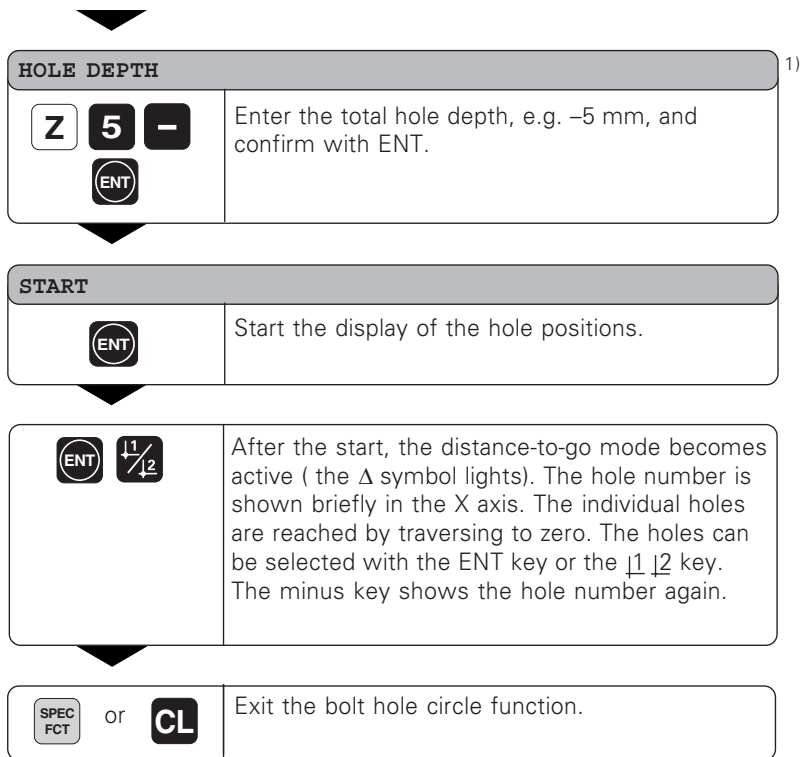 HOLE DEPTH 1)
Z 5 – Enter the total hole depth, e.g. –5 mm, and
ENT confirm with ENT.
START
ENT Start the display of the hole positions.
ENT 1 2 After the start, the distance-to-go mode becomes
active ( the Δ symbol lights). The hole number is
shown briefly in the X axis. The individual holes
are reached by traversing to zero. The holes can
be selected with the ENT key or the |1 |2 key.
The minus key shows the hole number again.
SPEC FCT or CL Exit the bolt hole circle function.